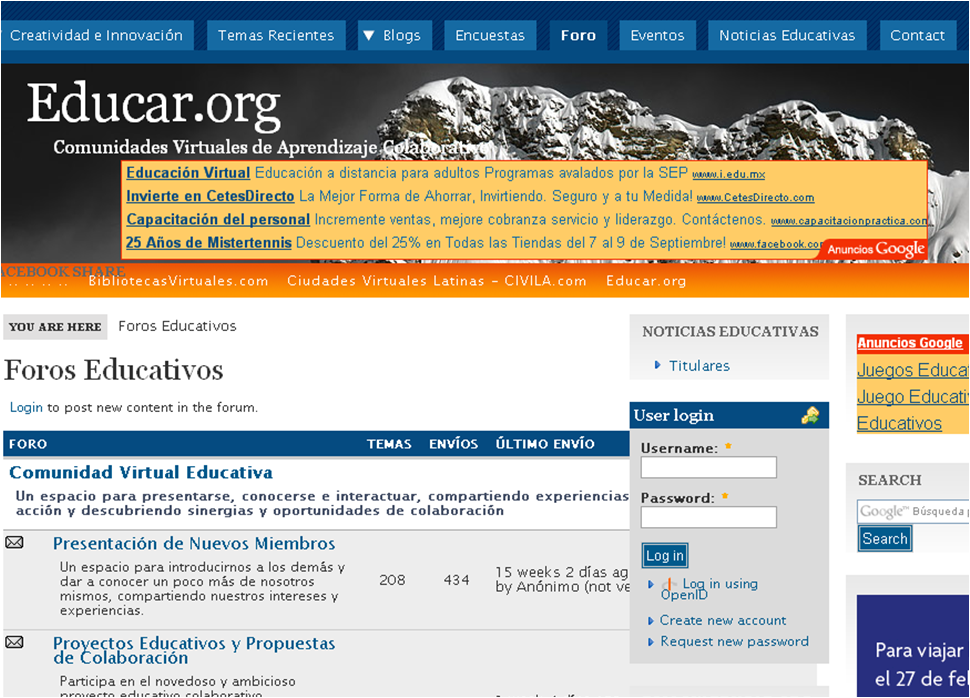 Creatividad e Innovación
Temas Recientes
Blogs
Encuestas
Foro
Eventos
Noticias Educativas
Contact
Educar.org
Comunidades Virtuales de Aprendizaje Colaborativo
Educación Virtual Educación a distancia para adultos Programas avalados por la SEP www.i.edu.mx
Invierte en CetesDirecto La Mejor Forma de Ahorrar, Invirtiendo. Seguro y a tu Medida! www.CetesDirecto.com
Capacitación del personal Incremente ventas, mejore cobranza servicio y liderazgo. Contáctenos. www.capacitacionpractica.con
25 Años de Mistertennis Descuento del 25% en Todas las Tiendas del 7 al 9 de Septiembre! www.facebook.com
Anuncios Google
ACEBOOK SHARE
.. .. .. .. .. BibliotecasVirtuales.com Ciudades Virtuales Latinas – CIVILA.com Educar.org
YOU ARE HERE Foros Educativos
Foros Educativos
Login to post new content in the forum.
FORO TEMAS ENVÍOS ÚLTIMO ENVÍO
Comunidad Virtual Educativa
Un espacio para presentarse, conocerse e interactuar, compartiendo experiencias
acción y descubriendo sinergias y oportunidades de colaboración
Presentación de Nuevos Miembros
Un espacio para introducirnos a los demás y
dar a conocer un poco más de nosotros
mismos, compartiendo nuestros intereses y
experiencias.
208
434
15 weeks 2 días ag
by Anónimo (not ve
Proyectos Educativos y Propuestas
de Colaboración
Participa en el novedoso y ambicioso
proyecto educativo colaborativo
NOTICIAS EDUCATIVAS
Titulares
User login
Username: *
Password: *
Log in
Log in using
OpenID
Create new account
Request new password
Anuncios Google
Juegos Educat
Juego Educativ
Educativos
SEARCH
Google™ Búsqueda p
Search
Para viajar
el 27 de fe